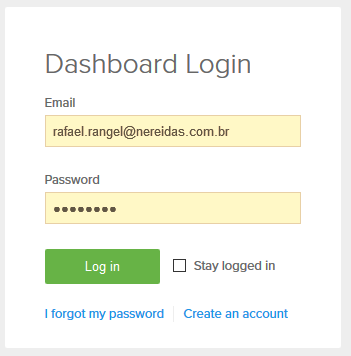 Dashboard Login
Email
rafael.rangel@nereidas.com.br
Password
●●●●●●●●
Log in
Stay logged in
I forgot my password
Create an account